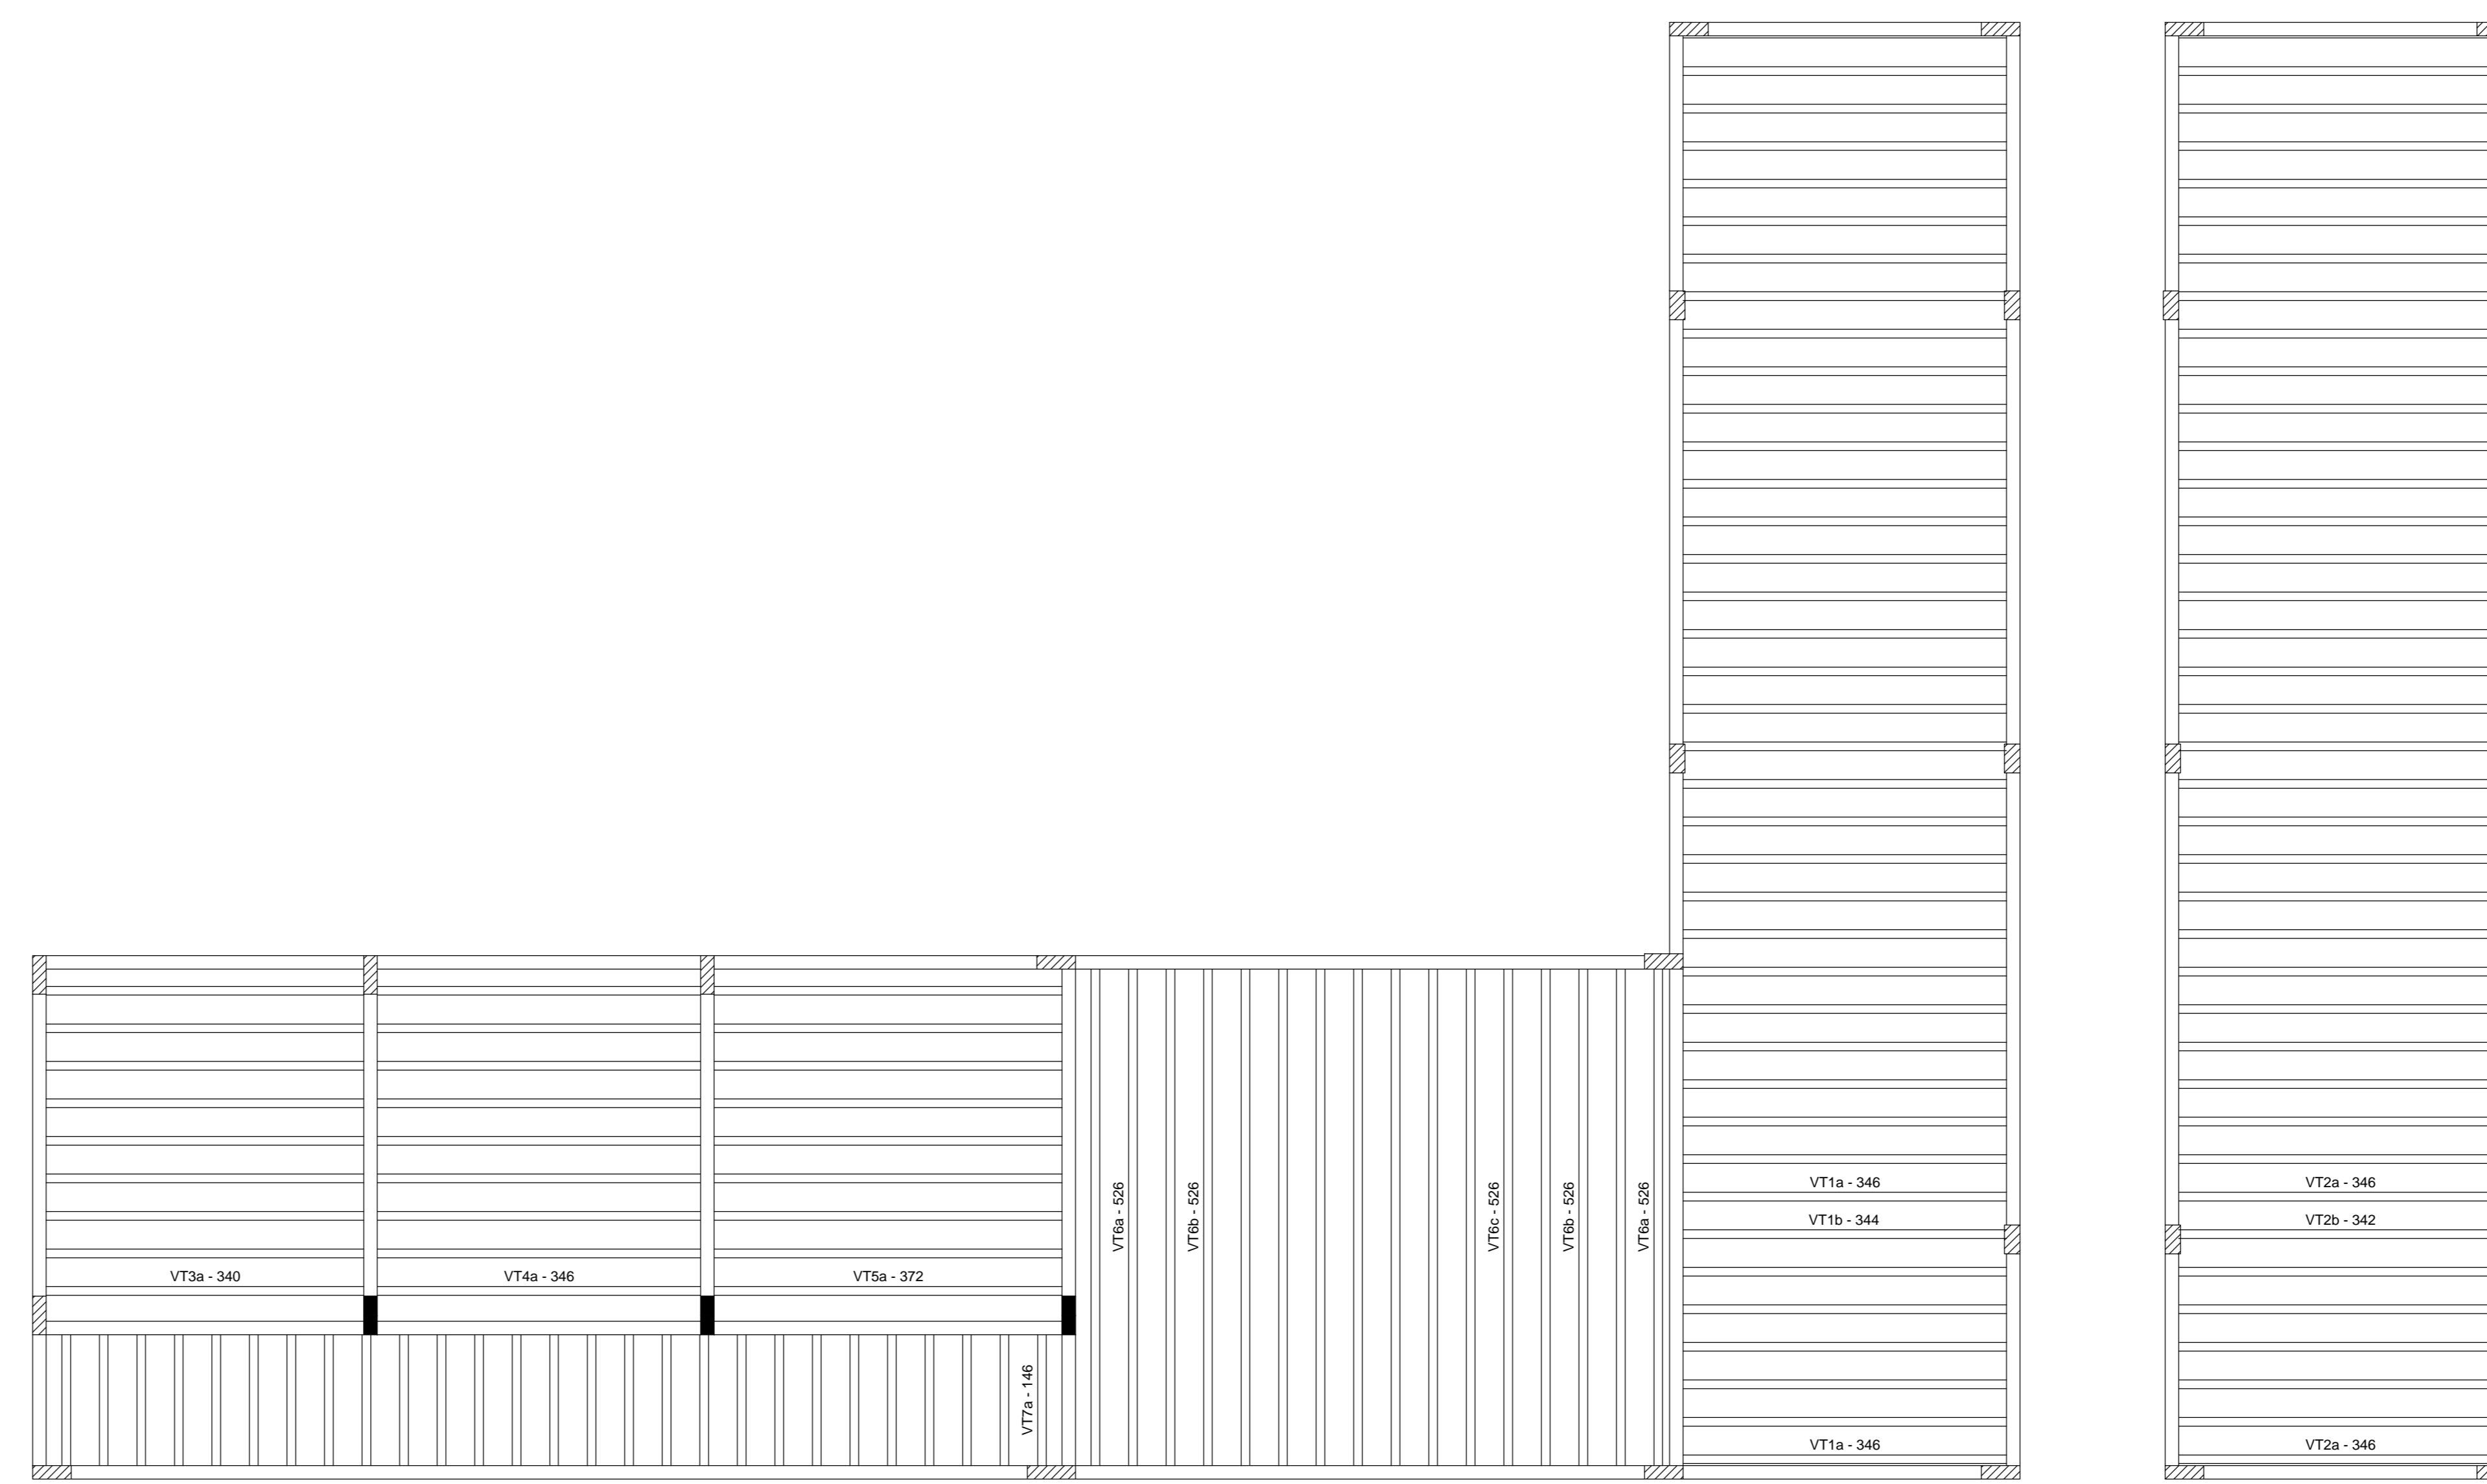 VT6a - 526
VT6b - 526
VT6c - 526
VT6b - 526
VT6a - 526
VT1a - 346
VT2a - 346
VT1b - 344
VT2b - 342
VT3a - 340
VT4a - 346
VT5a - 372
VT7a - 146
VT1a - 346
VT2a - 346